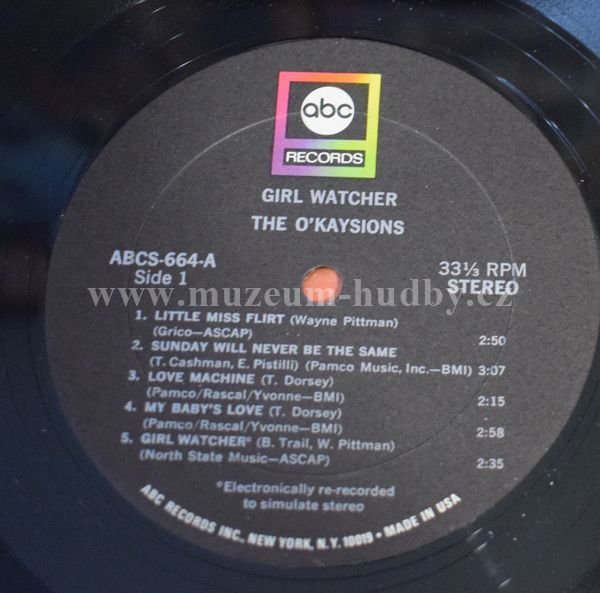 abc
RECORDS
GIRL WATCHER
THE O'KAYSIONS
ABCS-664-A
Side 1
33⅓ RPM
STEREO
www.muzeum-hudby.cz
1. LITTLE MISS FLIRT (Wayne Pittman)
(Grico—ASCAP) 2:50
2. SUNDAY WILL NEVER BE THE SAME
(T. Cashman, E. Pistilli) (Pamco Music, Inc.—BMI) 3:07
3. LOVE MACHINE (T. Dorsey)
(Pamco/Rascal/Yvonne—BMI) 2:15
4. MY BABY'S LOVE (T. Dorsey)
(Pamco/Rascal/Yvonne—BMI) 2:58
5. GIRL WATCHER* (B. Trail, W. Pittman)
(North State Music—ASCAP) 2:35
*Electronically re-recorded
to simulate stereo
ABC RECORDS INC., NEW YORK, N.Y. 10019 • MADE IN USA